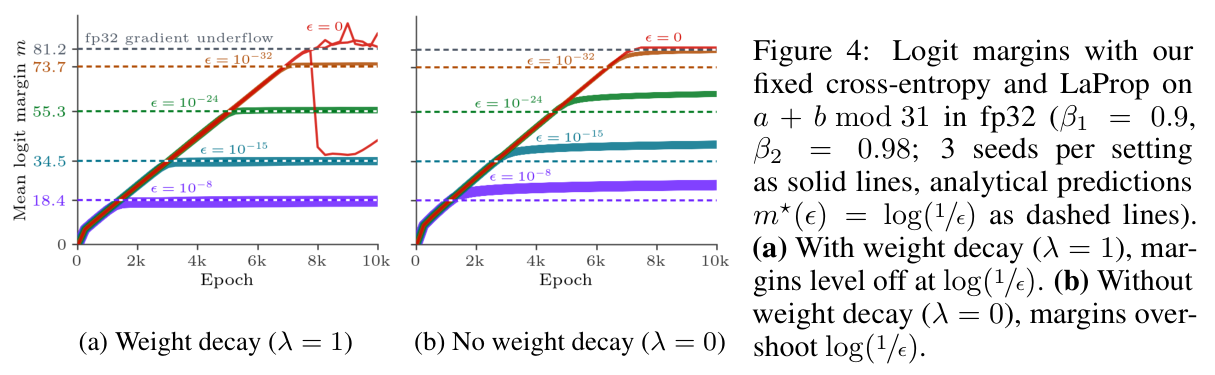 Mean logit margin m
81.2
73.7
55.3
34.5
18.4
0
fp32 gradient underflow
ϵ = 0
ϵ = 10⁻³²
ϵ = 10⁻²⁴
ϵ = 10⁻¹⁵
ϵ = 10⁻⁸
0 2k 4k 6k 8k 10k
Epoch
(a) Weight decay (λ = 1)
ϵ = 0
ϵ = 10⁻³²
ϵ = 10⁻²⁴
ϵ = 10⁻¹⁵
ϵ = 10⁻⁸
0 2k 4k 6k 8k 10k
Epoch
(b) No weight decay (λ = 0)
Figure 4: Logit margins with our
fixed cross-entropy and LaProp on
a + b mod 31 in fp32 (β₁ = 0.9,
β₂ = 0.98; 3 seeds per setting
as solid lines, analytical predictions
m⋆(ϵ) = log(1/ϵ) as dashed lines).
(a) With weight decay (λ = 1), mar-
gins level off at log(1/ϵ). (b) Without
weight decay (λ = 0), margins over-
shoot log(1/ϵ).